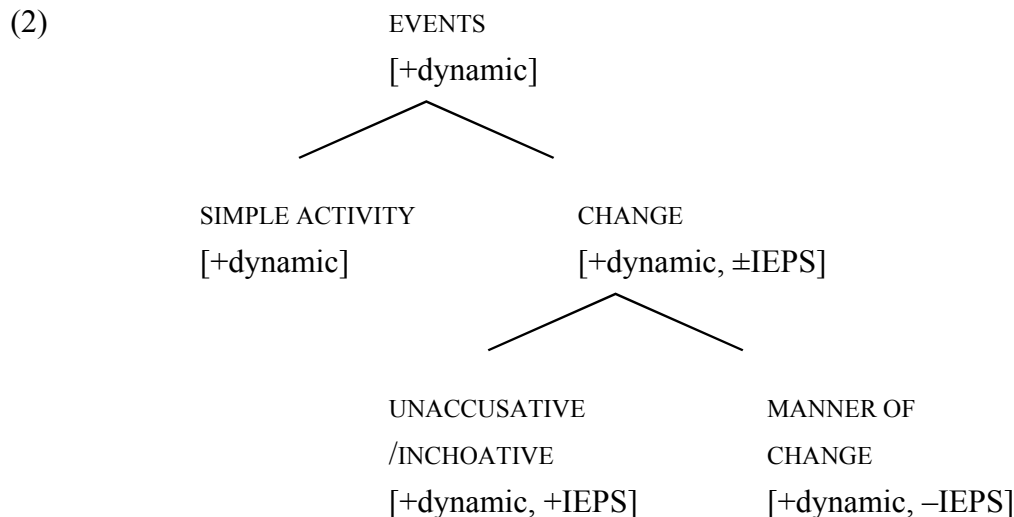 (2) EVENTS
[+dynamic]
SIMPLE ACTIVITY CHANGE
[+dynamic] [+dynamic, ±IEPS]
UNACCUSATIVE MANNER OF
/INCHOATIVE CHANGE
[+dynamic, +IEPS] [+dynamic, –IEPS]